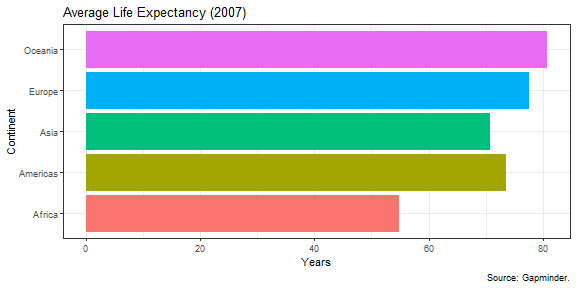 Average Life Expectancy (2007)
Continent
Oceania
Europe
Asia
Americas
Africa
0 20 40 60 80
Years
Source: Gapminder.